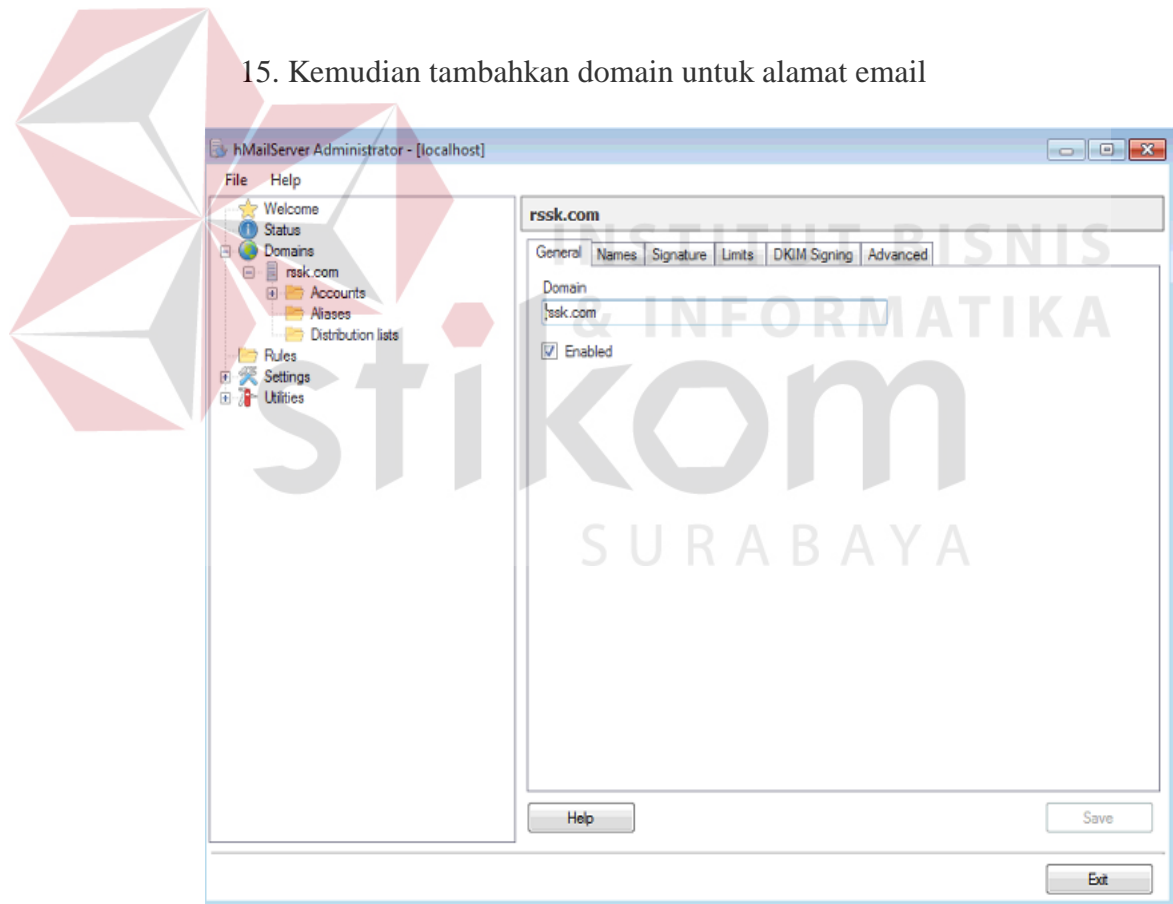 15. Kemudian tambahkan domain untuk alamat email
hMailServer Administrator - [localhost]
File Help
Welcome
Status
Domains
rssk.com
Accounts
Aliases
Distribution lists
Rules
Settings
Utilities
rssk.com
General Names Signature Limits DKIM Signing Advanced
Domain
rssk.com
Enabled
Help
Save
Exit
INSTITUT BISNIS
& INFORMATIKA
stikom
SURABAYA